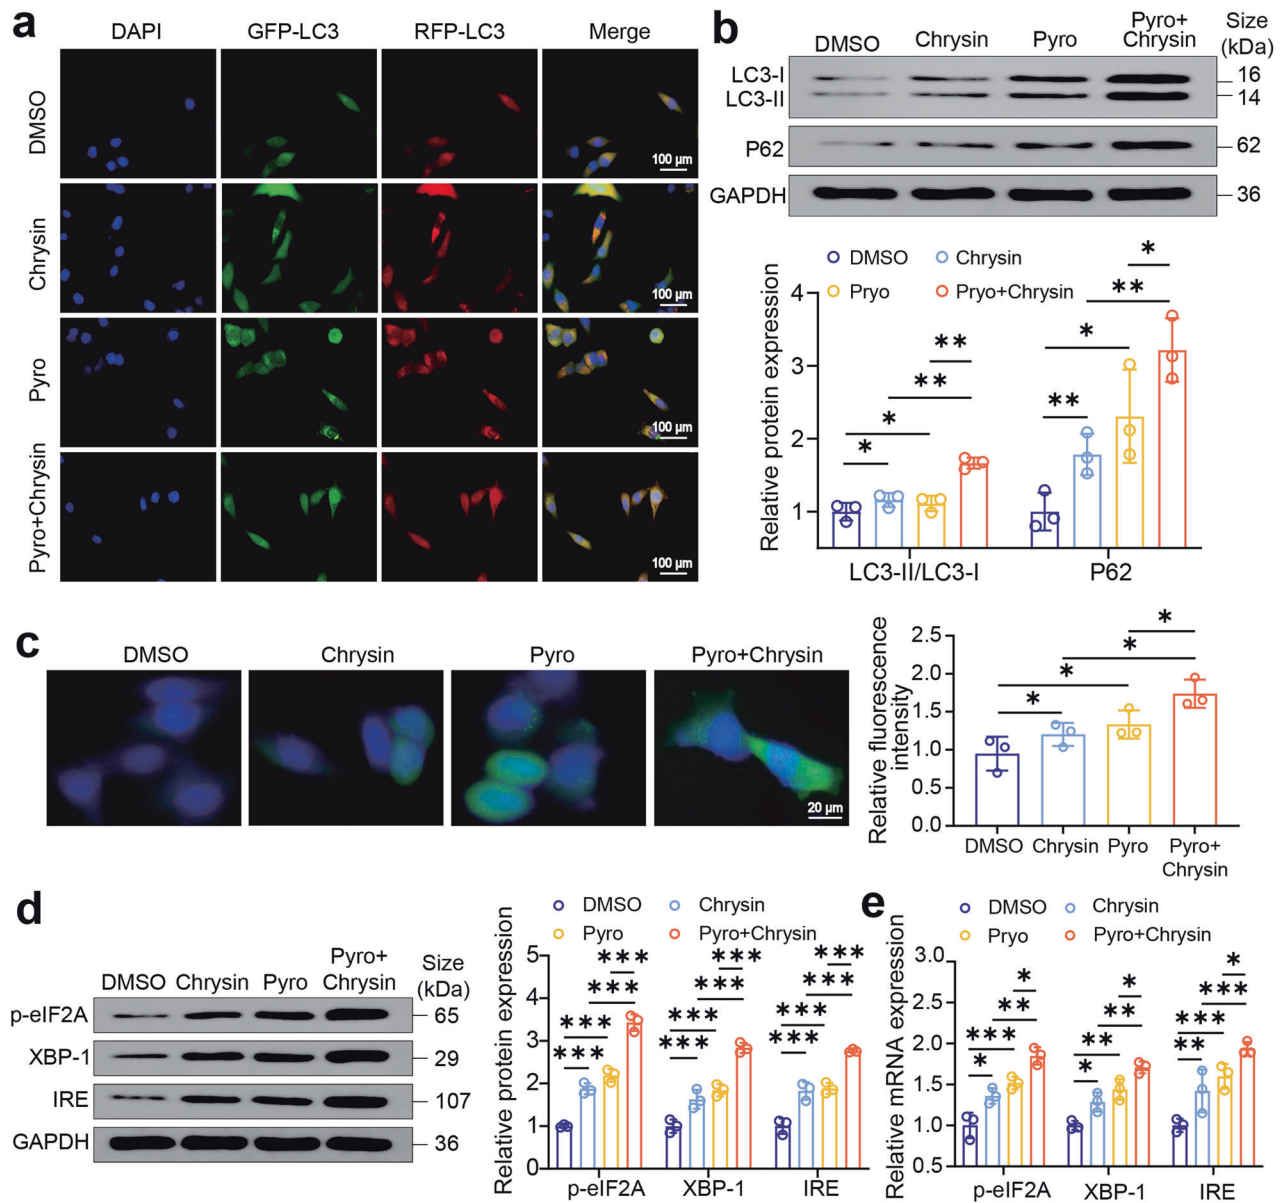 a
DAPI GFP-LC3 RFP-LC3 Merge
DMSO
100 µm
Chrysin
100 µm
Pyro
100 µm
Pyro+Chrysin
100 µm
b
DMSO Chrysin Pyro Pyro+
Chrysin
Size
(kDa)
LC3-I
16
LC3-II
14
P62
62
GAPDH
36
DMSO Chrysin
Pryo Pryo+Chrysin
Relative protein expression
4
3
2
1
* * ** **
** * ** *
LC3-II/LC3-I P62
c
DMSO Chrysin Pyro Pyro+Chrysin
20 µm
Relative fluorescence
intensity
2.5
2.0
1.5
1.0
0.5
0.0
* * * *
DMSO Chrysin Pyro Pyro+
Chrysin
d
DMSO Chrysin Pyro Pyro+
Chrysin
Size
(kDa)
p-eIF2A
65
XBP-1
29
IRE
107
GAPDH
36
DMSO Chrysin
Pyro Pyro+Chrysin
Relative protein expression
5
4
3
2
1
0
*** *** *** ***
*** *** *** ***
*** *** *** ***
p-eIF2A XBP-1 IRE
e
DMSO Chrysin
Pryo Pyro+Chrysin
Relative mRNA expression
3.0
2.5
2.0
1.5
1.0
0.5
* *** ** *
* ** ** *
** *** *** *
p-eIF2A XBP-1 IRE